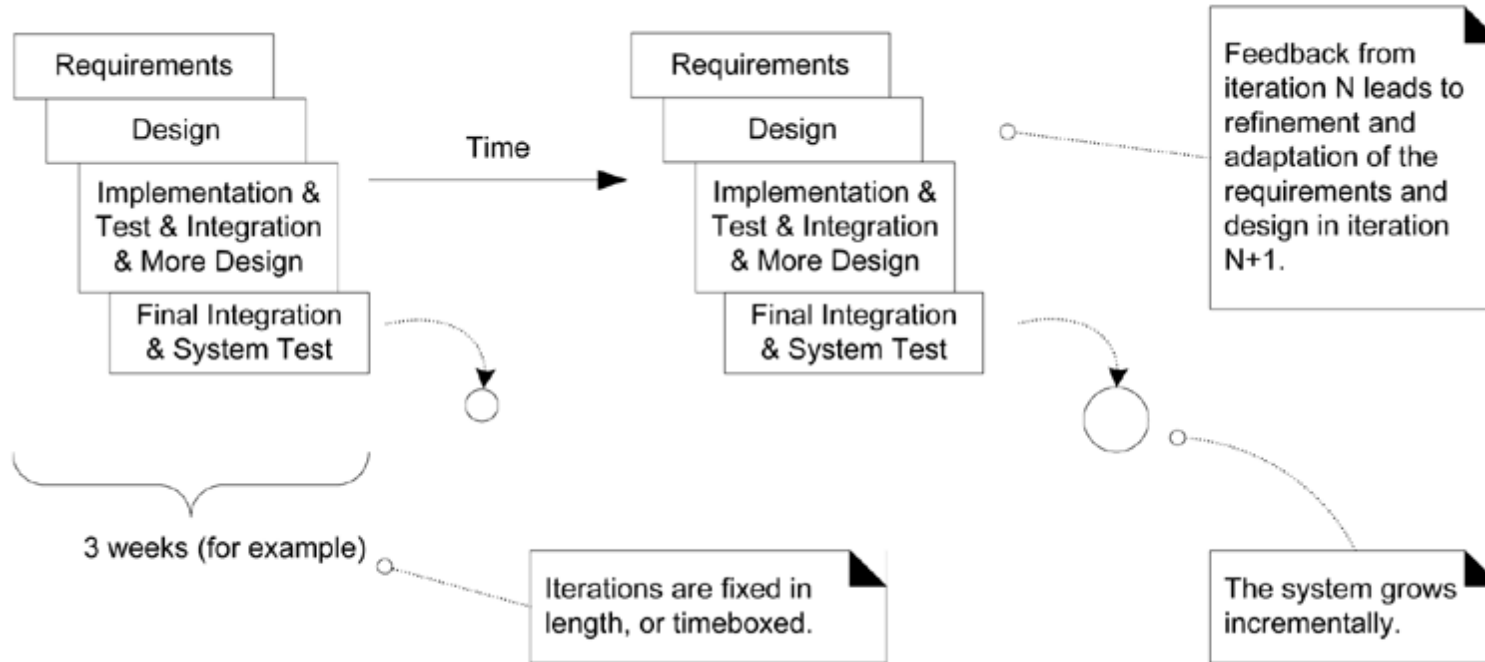 Requirements
Design
Implementation &
Test & Integration
& More Design
Final Integration
& System Test
Time
Requirements
Design
Implementation &
Test & Integration
& More Design
Final Integration
& System Test
Feedback from
iteration N leads to
refinement and
adaptation of the
requirements and
design in iteration
N+1.
3 weeks (for example)
Iterations are fixed in
length, or timeboxed.
The system grows
incrementally.